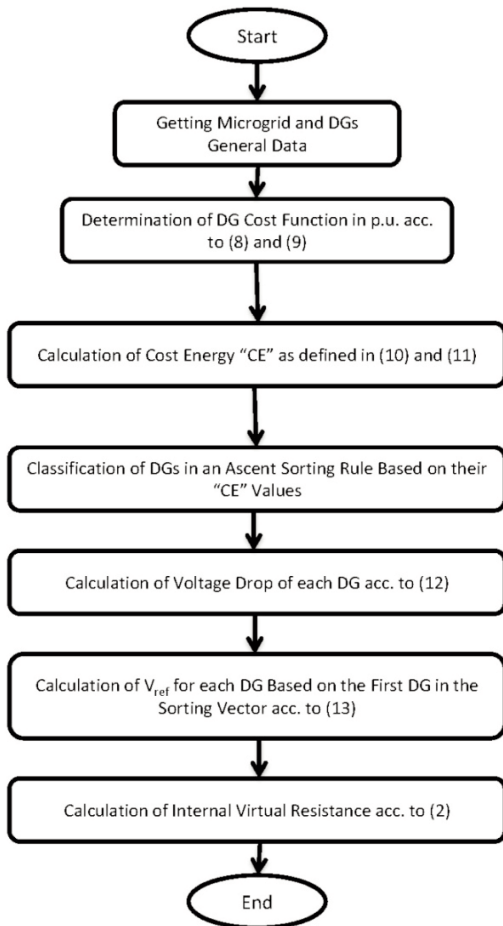 Start
Getting Microgrid and DGs
General Data
Determination of DG Cost Function in p.u. acc.
to (8) and (9)
Calculation of Cost Energy “CE” as defined in (10) and (11)
Classification of DGs in an Ascent Sorting Rule Based on their
“CE” Values
Calculation of Voltage Drop of each DG acc. to (12)
Calculation of Vref for each DG Based on the First DG in the
Sorting Vector acc. to (13)
Calculation of Internal Virtual Resistance acc. to (2)
End